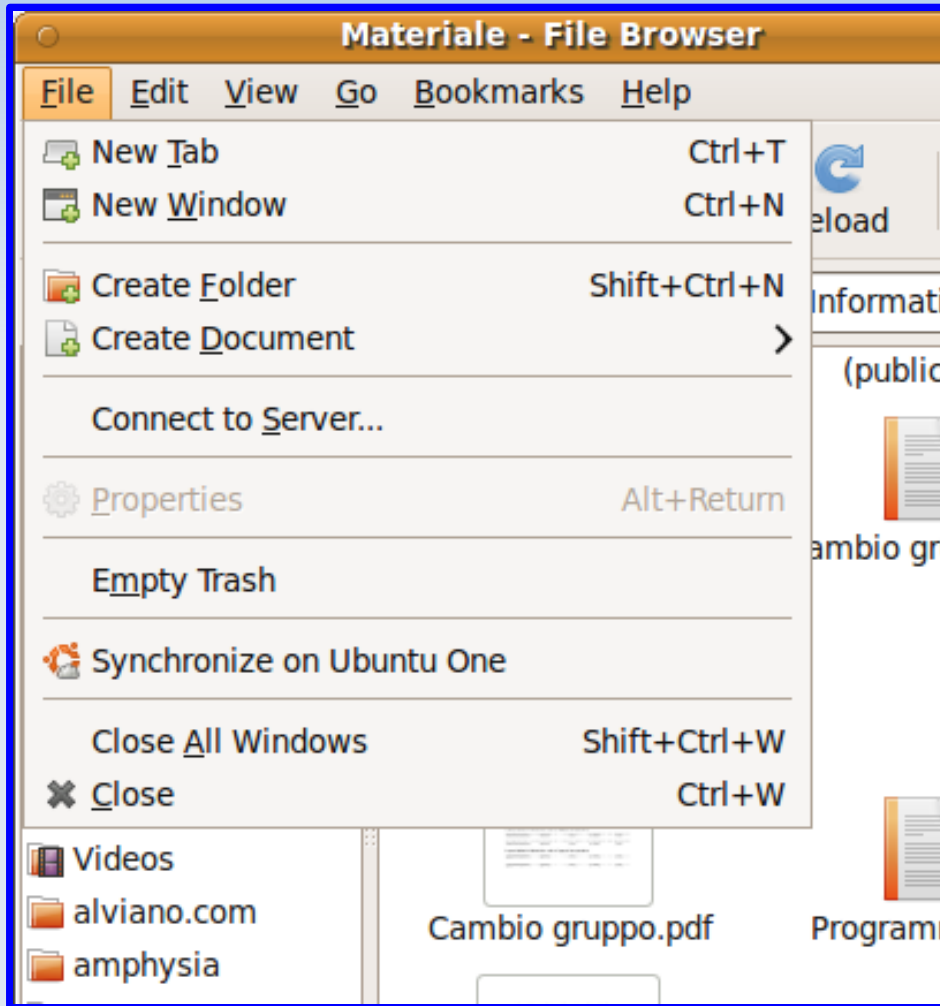 Materiale - File Browser
File Edit View Go Bookmarks Help
New Tab Ctrl+T
New Window Ctrl+N
eload
Create Folder Shift+Ctrl+N
Informati
Create Document
(public
Connect to Server...
Properties Alt+Return
ambio gr
Empty Trash
Synchronize on Ubuntu One
Close All Windows Shift+Ctrl+W
Close Ctrl+W
Videos
alviano.com
Cambio gruppo.pdf
Program
amphysia